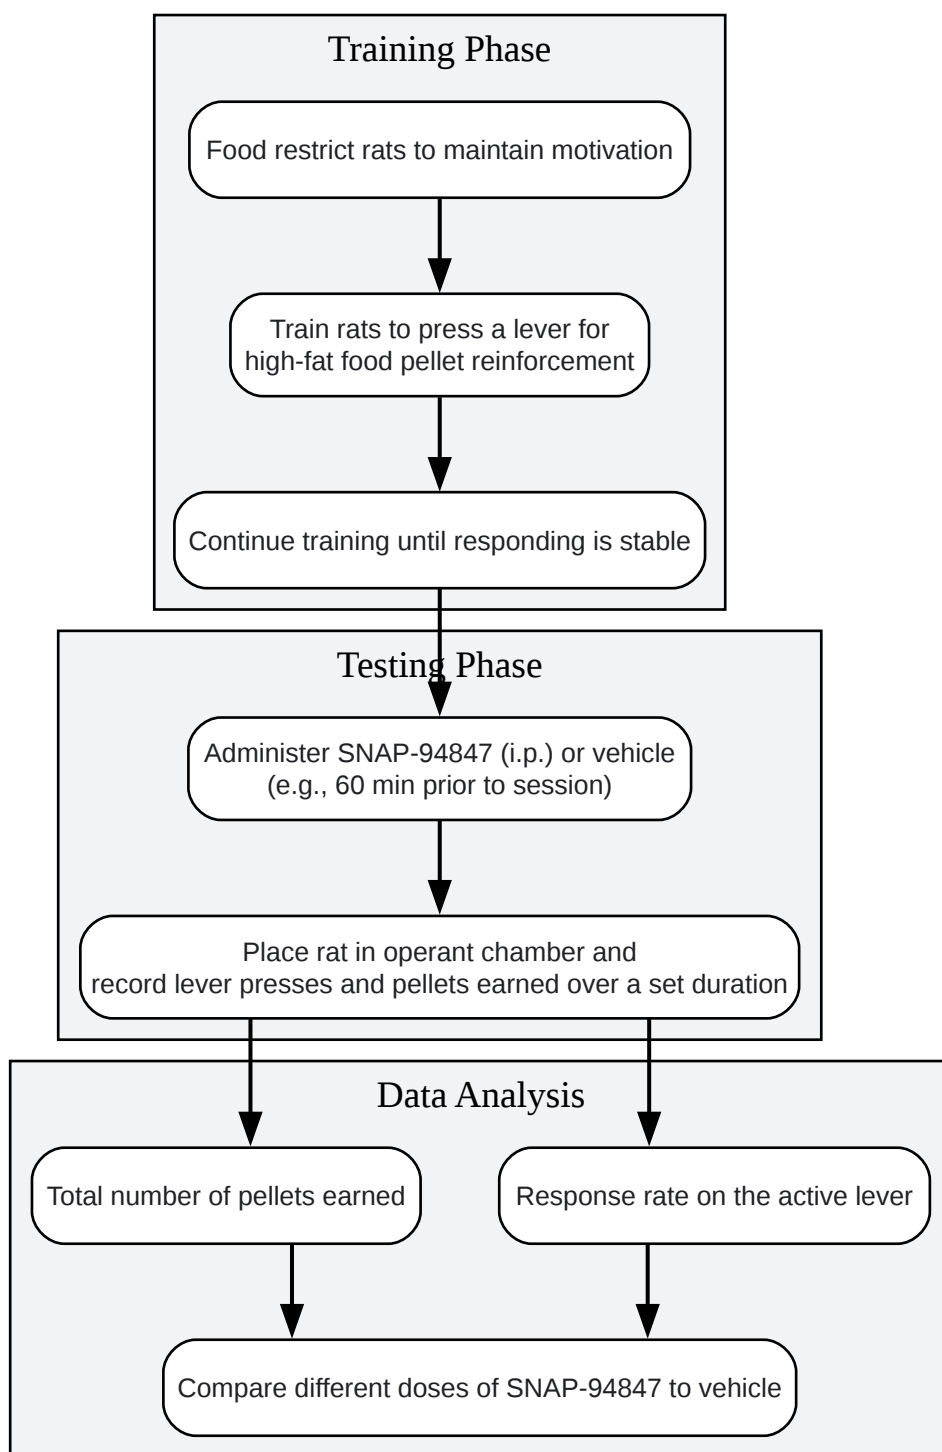 Training Phase
Food restrict rats to maintain motivation
Train rats to press a lever for
high-fat food pellet reinforcement
Continue training until responding is stable
Testing Phase
Administer SNAP-94847 (i.p.) or vehicle
(e.g., 60 min prior to session)
Place rat in operant chamber and
record lever presses and pellets earned over a set duration
Data Analysis
Total number of pellets earned
Response rate on the active lever
Compare different doses of SNAP-94847 to vehicle